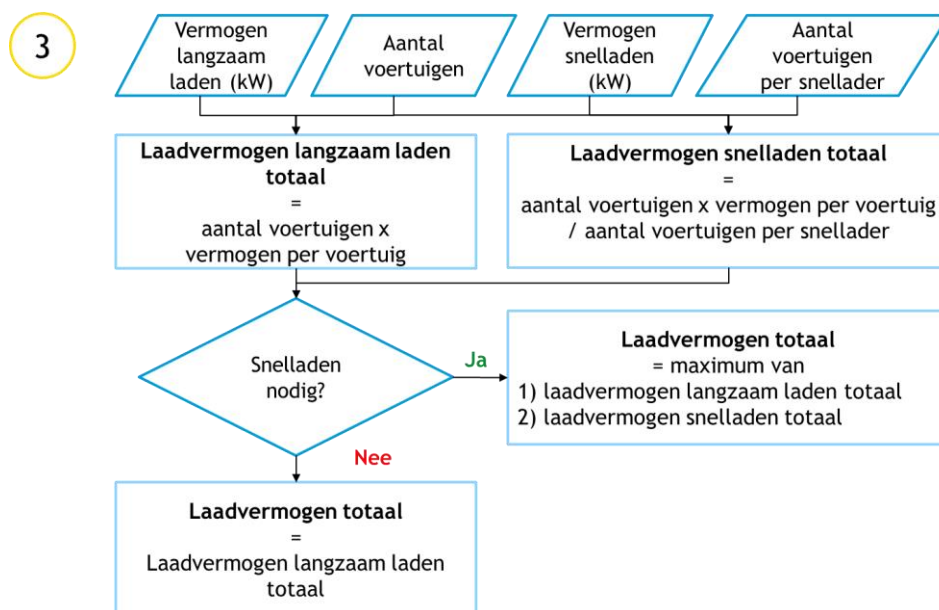 3
Vermogen
langzaam
laden (kW)
Aantal
voertuigen
Vermogen
snelladen
(kW)
Aantal
voertuigen
per snellader
Laadvermogen langzaam laden
totaal
=
aantal voertuigen x
vermogen per voertuig
Laadvermogen snelladen totaal
=
aantal voertuigen x vermogen per voertuig
/ aantal voertuigen per snellader
Snelladen
nodig?
Ja
Laadvermogen totaal
= maximum van
1) laadvermogen langzaam laden totaal
2) laadvermogen snelladen totaal
Nee
Laadvermogen totaal
=
Laadvermogen langzaam laden
totaal